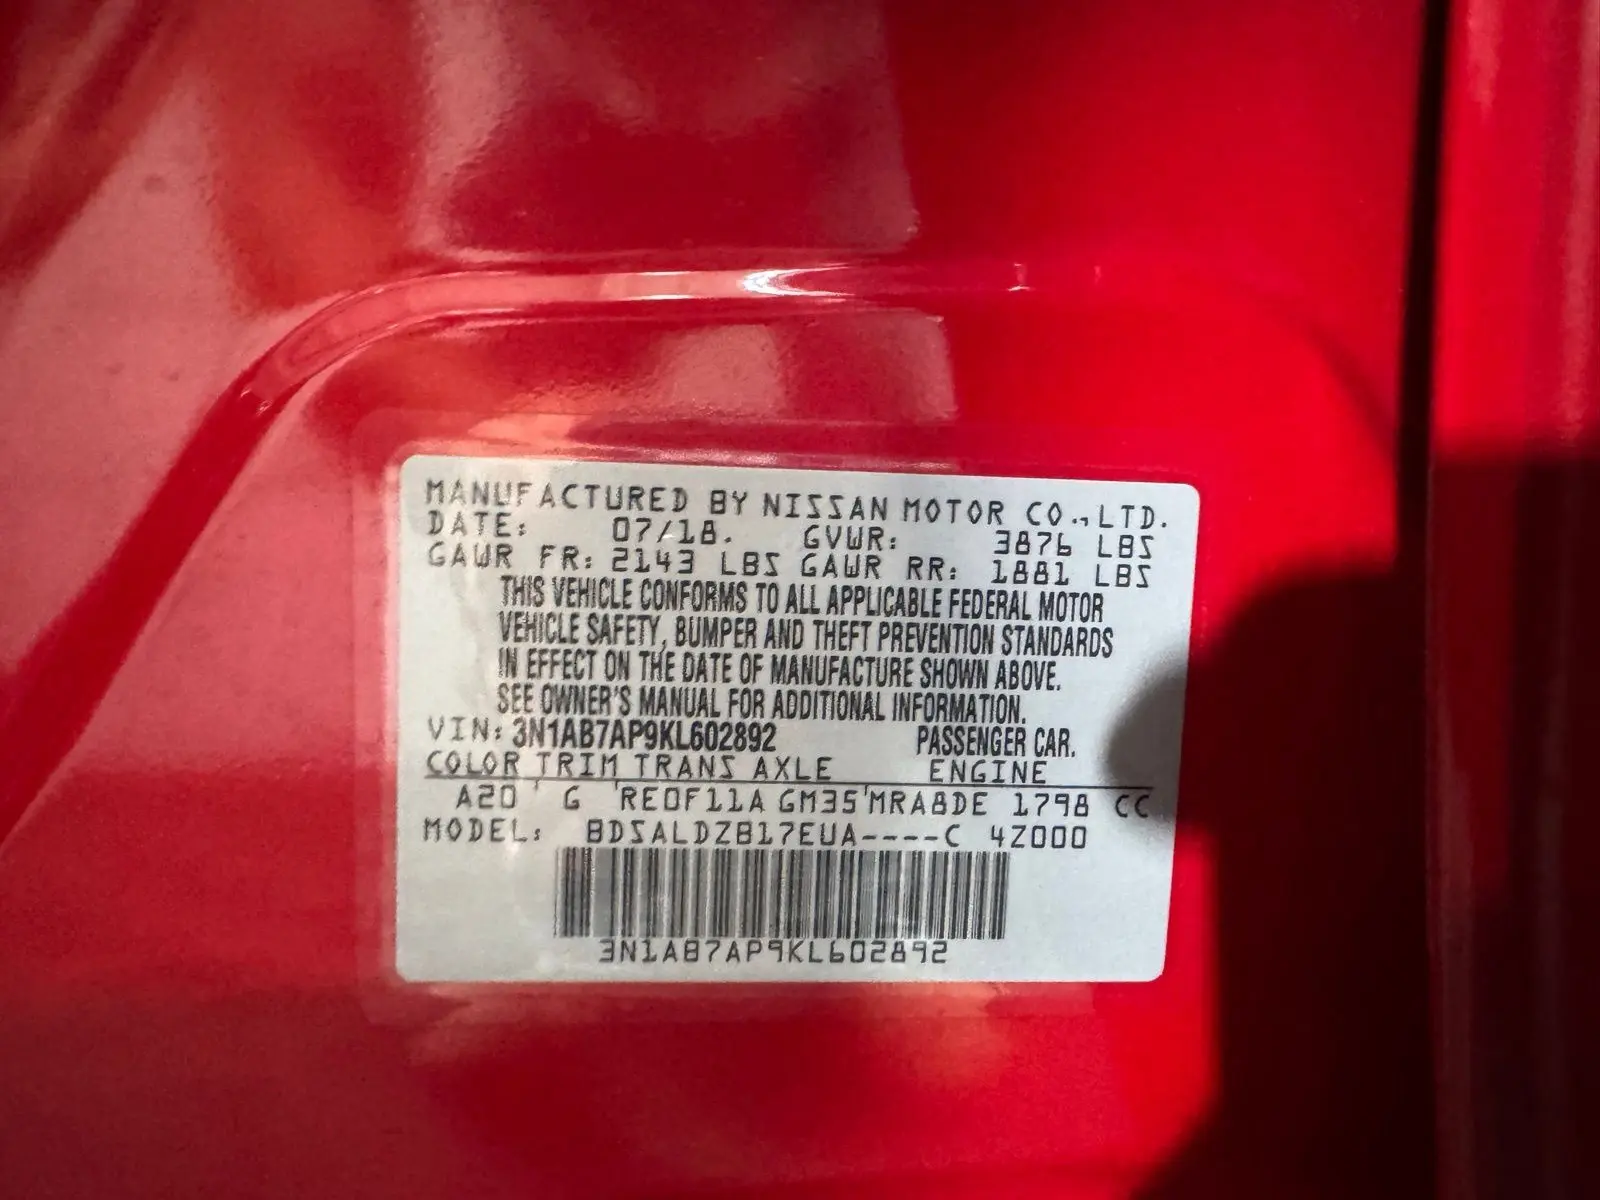 MANUFACTURED BY NISSAN MOTOR CO., LTD.
DATE: 07/18. GVWR: 3876 LBS
GAWR FR: 2143 LBS GAWR RR: 1881 LBS
THIS VEHICLE CONFORMS TO ALL APPLICABLE FEDERAL MOTOR
VEHICLE SAFETY, BUMPER AND THEFT PREVENTION STANDARDS
IN EFFECT ON THE DATE OF MANUFACTURE SHOWN ABOVE.
SEE OWNER'S MANUAL FOR ADDITIONAL INFORMATION.
VIN: 3N1AB7AP9KL602892 PASSENGER CAR.
COLOR TRIM TRANS AXLE ENGINE
A20 ' G 'RE0F11A GM35'MRA8DE 1798 CC
MODEL: BDSALDZB17EUA----C 4Z000
3N1AB7AP9KL602892